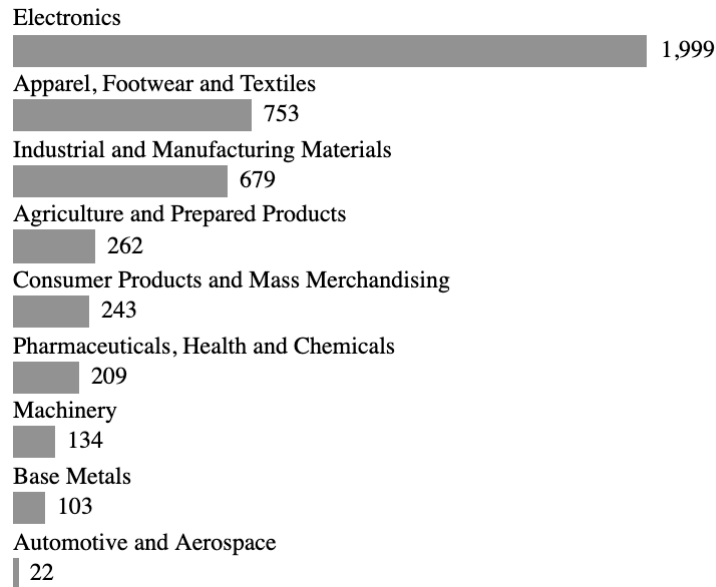 Electronics
1,999
Apparel, Footwear and Textiles
753
Industrial and Manufacturing Materials
679
Agriculture and Prepared Products
262
Consumer Products and Mass Merchandising
243
Pharmaceuticals, Health and Chemicals
209
Machinery
134
Base Metals
103
Automotive and Aerospace
22